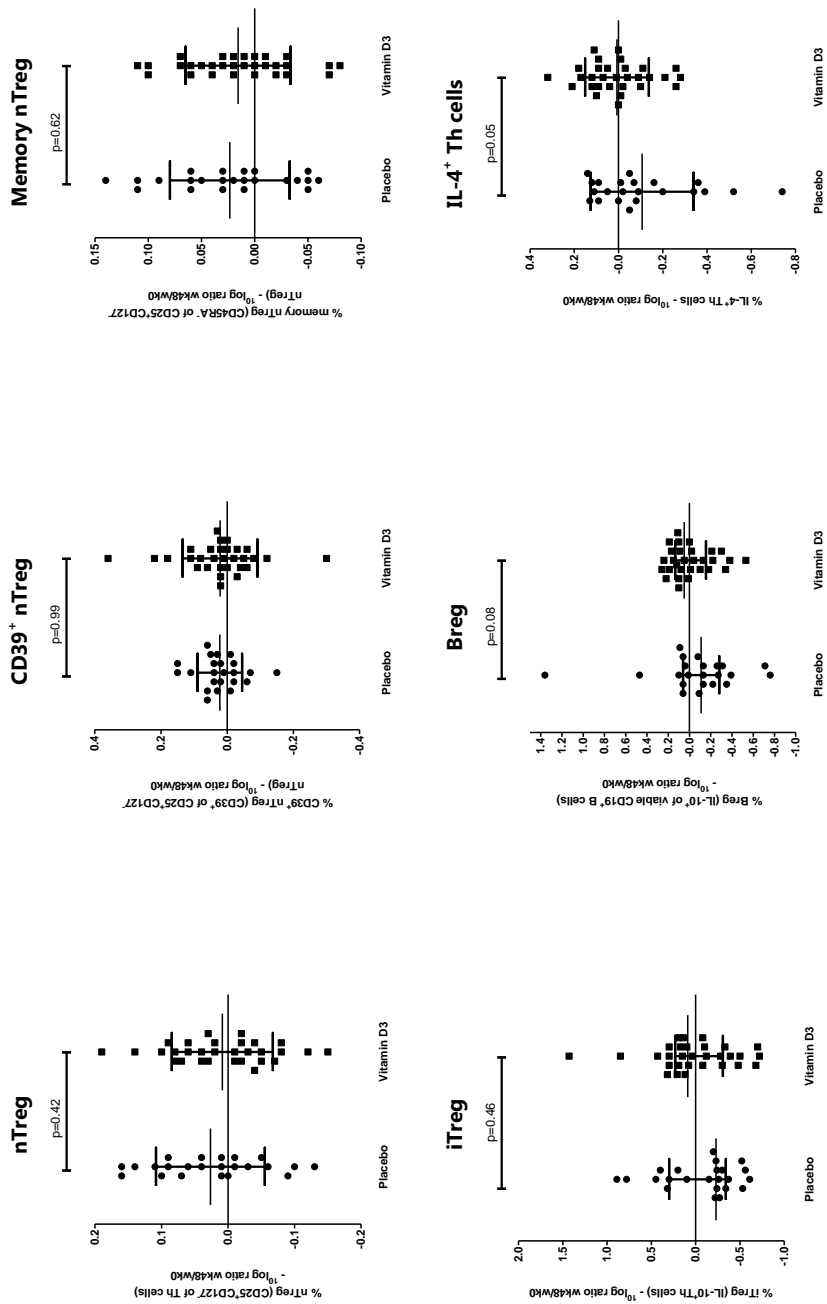 nTreg
p=0.42
% nTreg (CD25⁺CD127⁻ of Th cells)
- ¹⁰log ratio wk48/wk0
0.2
0.1
0.0
-0.1
-0.2
Placebo
Vitamin D3
CD39⁺ nTreg
p=0.99
% CD39⁺ nTreg (CD39⁺ of CD25⁺CD127⁻
nTreg) - ¹⁰log ratio wk48/wk0
0.4
0.2
0.0
-0.2
-0.4
Placebo
Vitamin D3
Memory nTreg
p=0.62
% memory nTreg (CD45RA⁻ of CD25⁺CD127⁻
nTreg) - ¹⁰log ratio wk48/wk0
0.15
0.10
0.05
0.00
-0.05
-0.10
Placebo
Vitamin D3
iTreg
p=0.46
% iTreg (IL-10⁺Th cells) - ¹⁰log ratio wk48/wk0
2.0
1.5
1.0
0.5
0.0
-0.5
-1.0
Placebo
Vitamin D3
Breg
p=0.08
% Breg (IL-10⁺ of viable CD19⁺ B cells)
- ¹⁰log ratio wk48/wk0
1.4
1.2
1.0
0.8
0.6
0.4
0.2
-0.0
-0.2
-0.4
-0.6
-0.8
-1.0
Placebo
Vitamin D3
IL-4⁺ Th cells
p=0.05
% IL-4⁺ Th cells - ¹⁰log ratio wk48/wk0
0.4
0.2
-0.0
-0.2
-0.4
-0.6
-0.8
Placebo
Vitamin D3